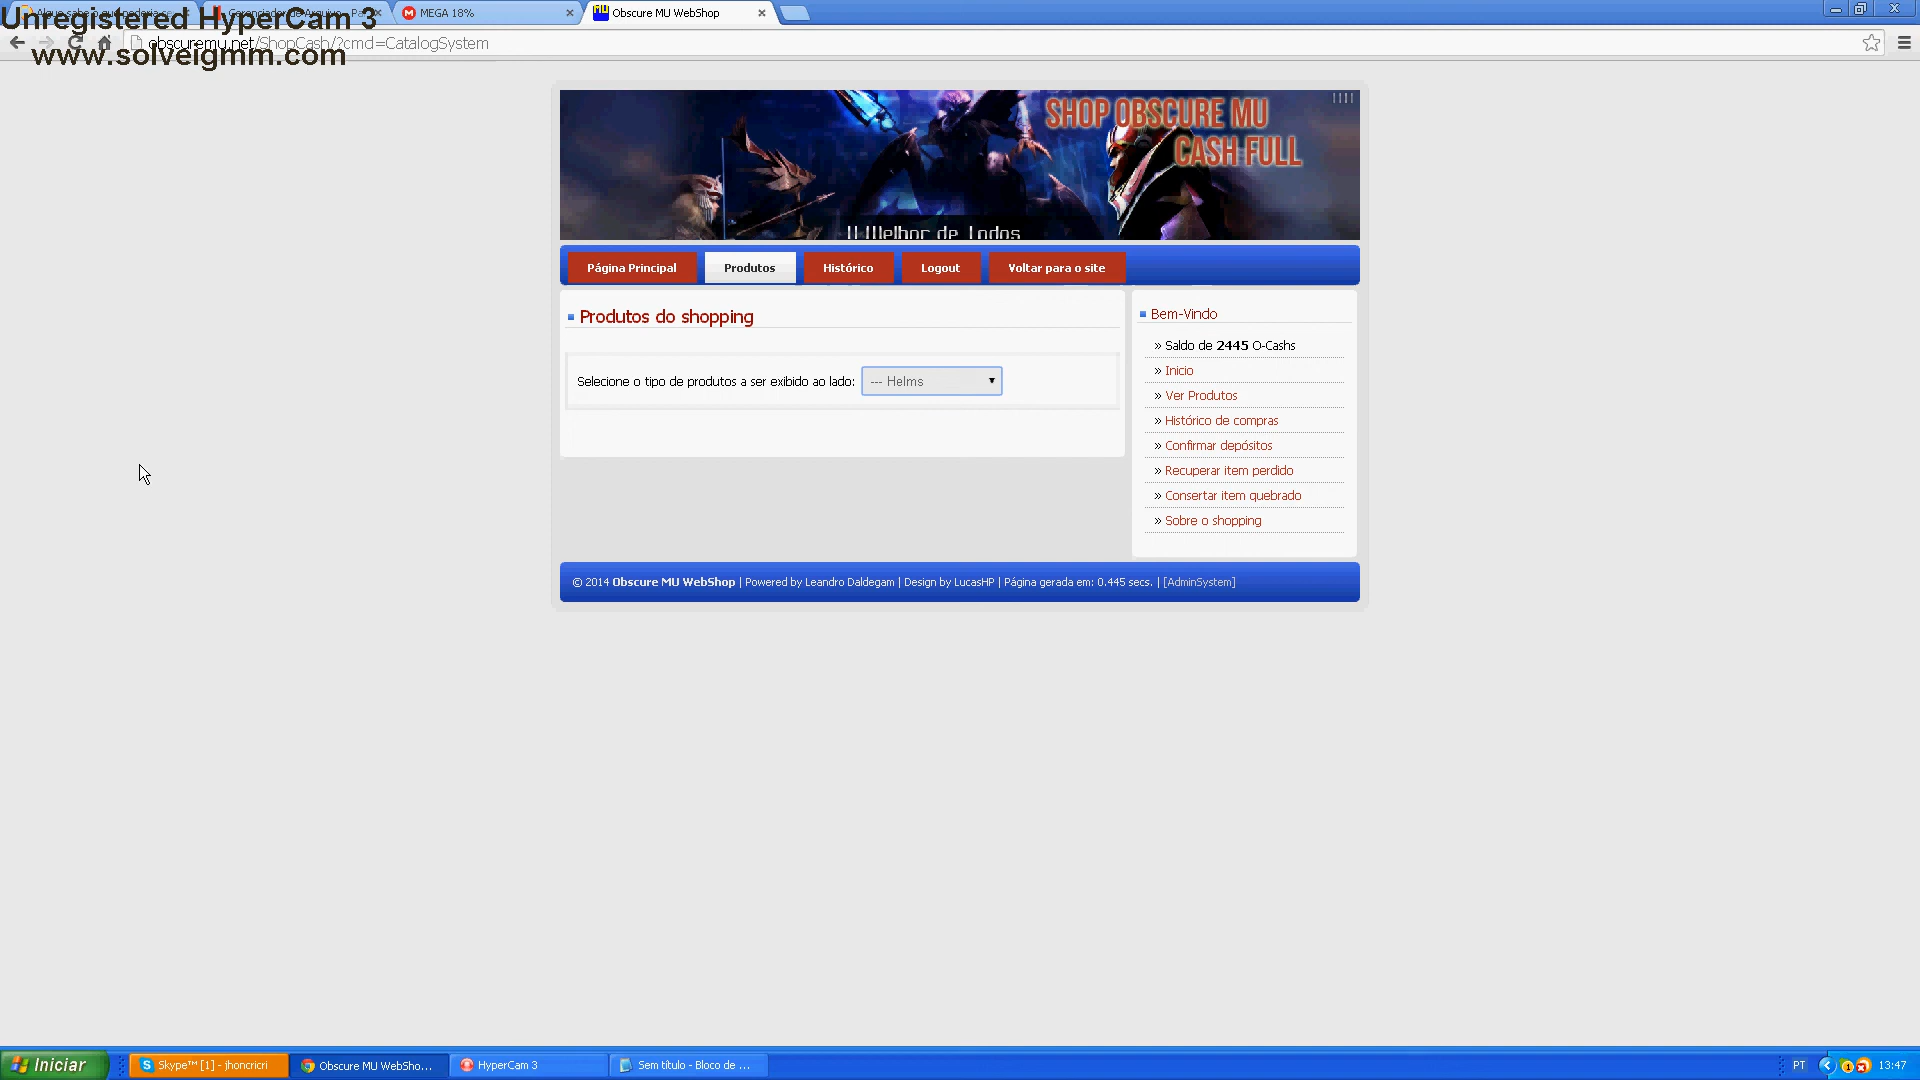 Unregistered HyperCam 3
www.solveigmm.com
MEGA 18%
Obscure MU WebShop
obscuremu.net/ShopCash/?cmd=CatalogSystem
SHOP OBSCURE MU
CASH FULL
Página Principal
Produtos
Histórico
Logout
Voltar para o site
Produtos do shopping
Selecione o tipo de produtos a ser exibido ao lado:
--- Helms
Bem-Vindo
» Saldo de 2445 O-Cashs
» Inicio
» Ver Produtos
» Histórico de compras
» Confirmar depósitos
» Recuperar item perdido
» Consertar item quebrado
» Sobre o shopping
© 2014 Obscure MU WebShop | Powered by Leandro Daldegam | Design by LucasHP | Página gerada em: 0.445 secs. | [AdminSystem]
Iniciar
Skype™ [1] - jhoncricri
Obscure MU WebSho...
HyperCam 3
Sem título - Bloco de ...
PT
13:47